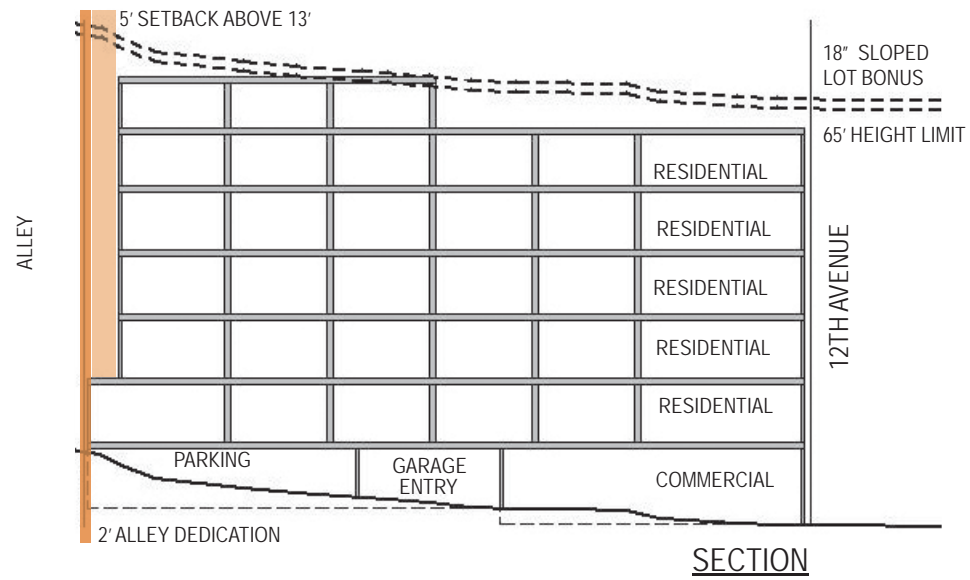 5' SETBACK ABOVE 13'
18" SLOPED
LOT BONUS
65' HEIGHT LIMIT
RESIDENTIAL
RESIDENTIAL
RESIDENTIAL
RESIDENTIAL
RESIDENTIAL
ALLEY
12TH AVENUE
PARKING
GARAGE
ENTRY
COMMERCIAL
2' ALLEY DEDICATION
SECTION